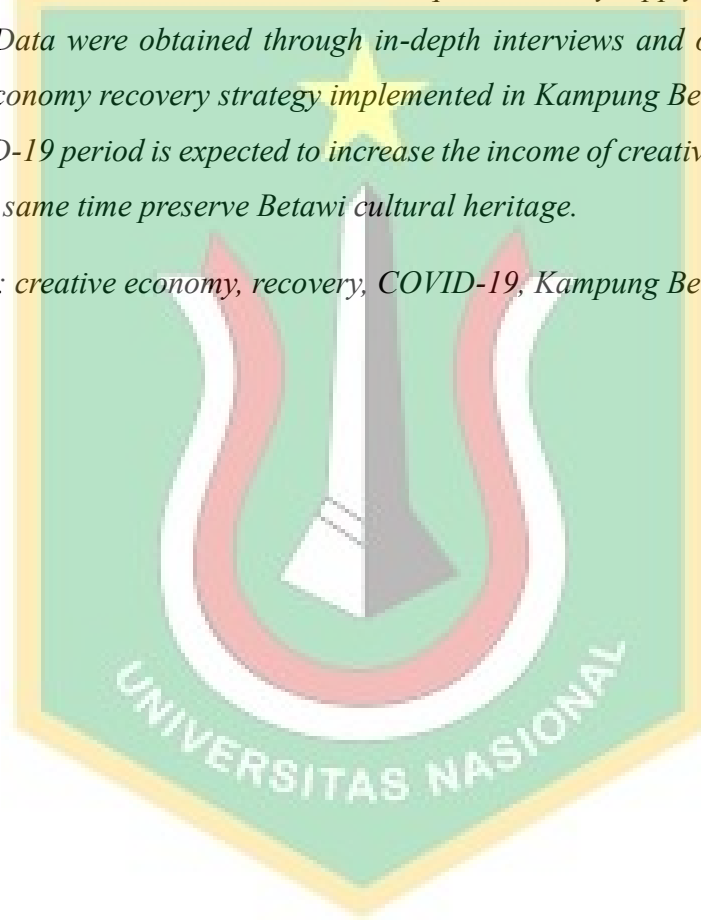 Data were obtained through in-depth interviews and
conomy recovery strategy implemented in Kampung Be
D-19 period is expected to increase the income of creativ
same time preserve Betawi cultural heritage.
: creative economy, recovery, COVID-19, Kampung Be
UNIVERSITAS NASIONAL